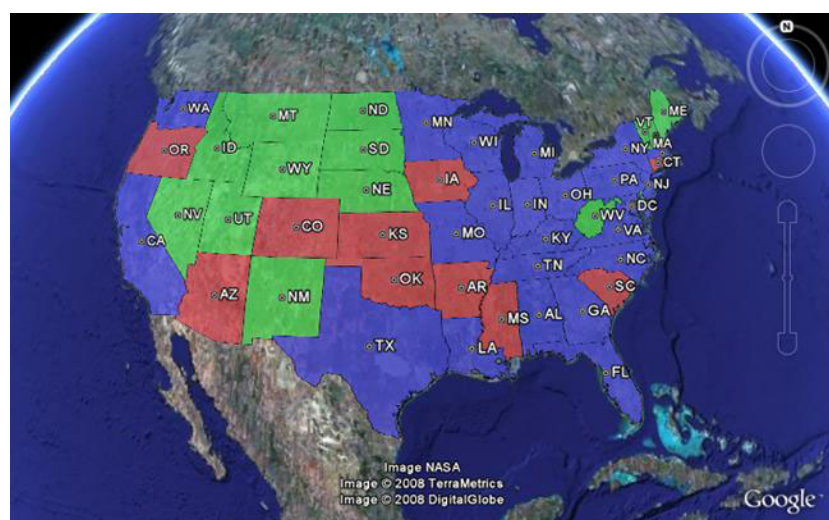 N
WA
MT
ND
MN
ME
VT
OR
ID
SD
WI
MI
NY
MA
CT
WY
IA
PA
NJ
NE
OH
DC
NV
UT
IL
IN
WV
VA
CA
CO
KS
MO
KY
NC
TN
AZ
NM
OK
AR
SC
MS
AL
GA
TX
LA
FL
Image NASA
Image © 2008 TerraMetrics
Image © 2008 DigitalGlobe
Google